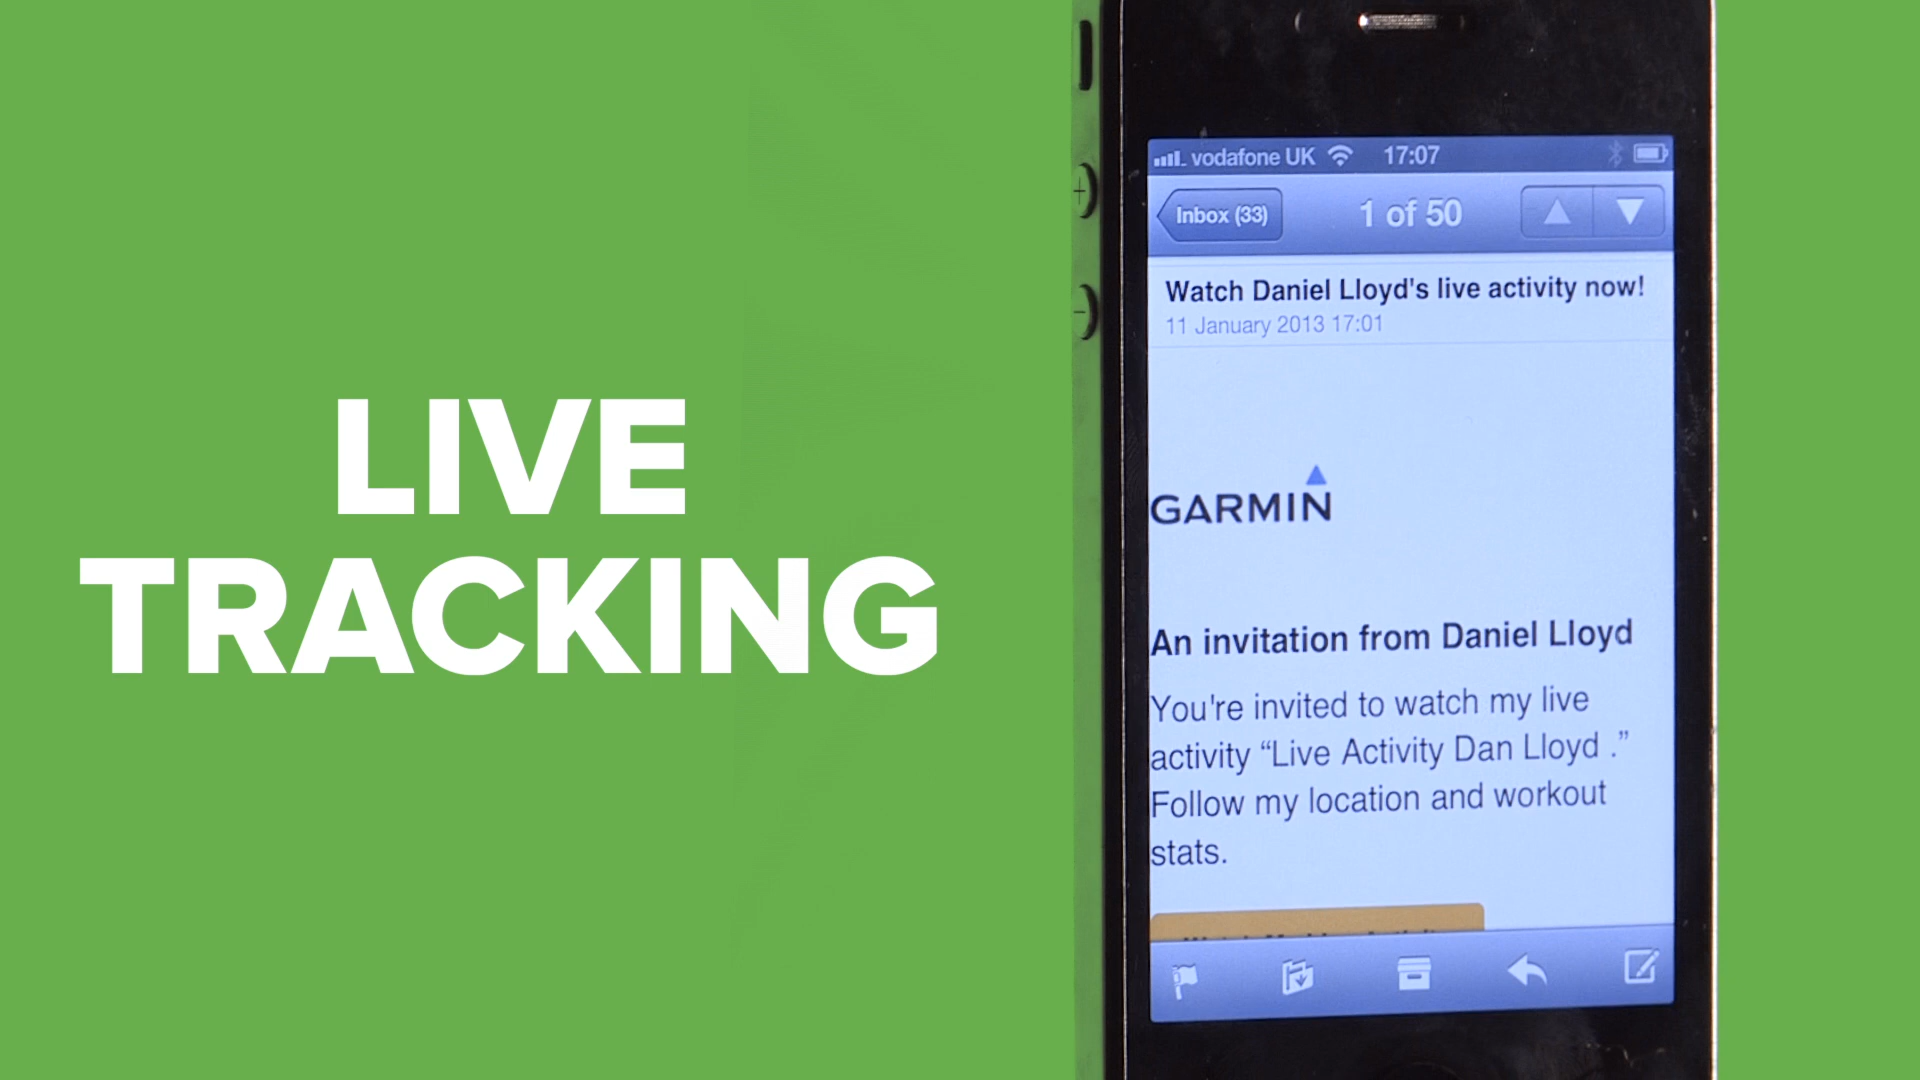 LIVE
TRACKING
vodafone UK 17:07
Inbox (33) 1 of 50
Watch Daniel Lloyd's live activity now!
11 January 2013 17:01
GARMIN
An invitation from Daniel Lloyd
You're invited to watch my live
activity “Live Activity Dan Lloyd .”
Follow my location and workout
stats.